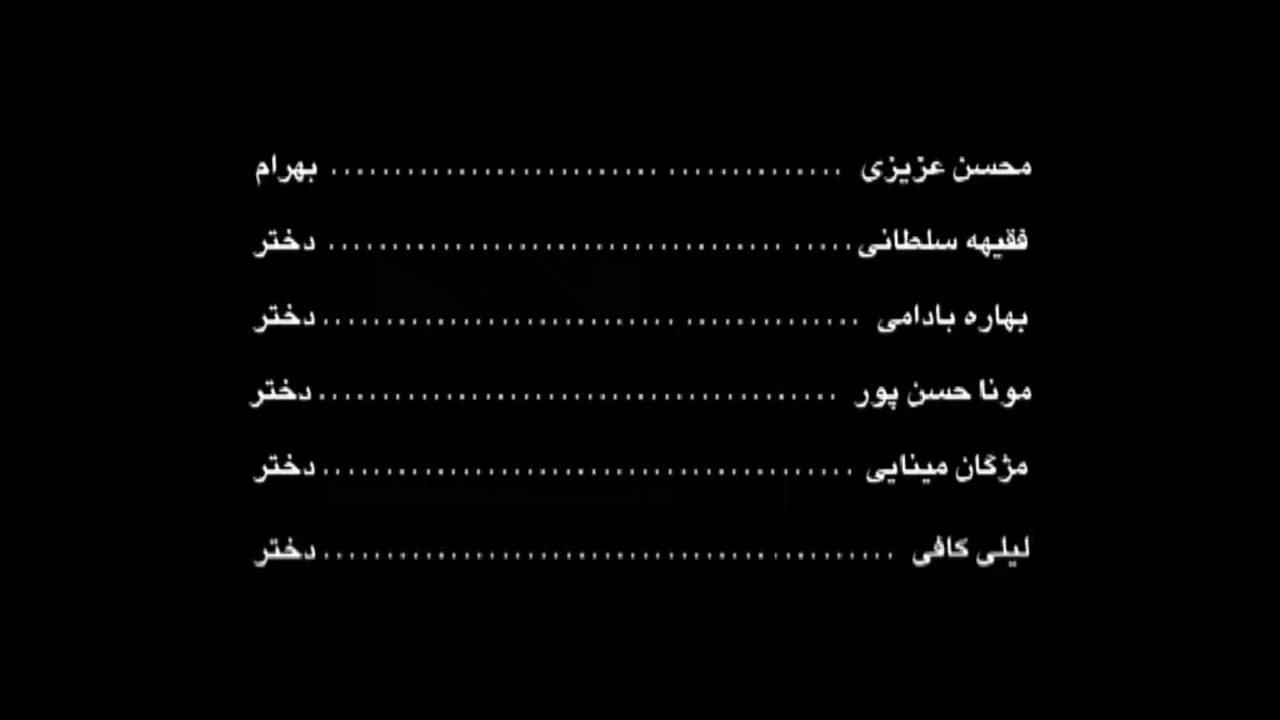 محسن عزیزی ........................................ بهرام
فقیهه سلطانی ........................................ دختر
بهاره بادامی ........................................ دختر
مونا حسن پور ........................................ دختر
مژگان مینایی ........................................ دختر
لیلی کافی ............................................ دختر